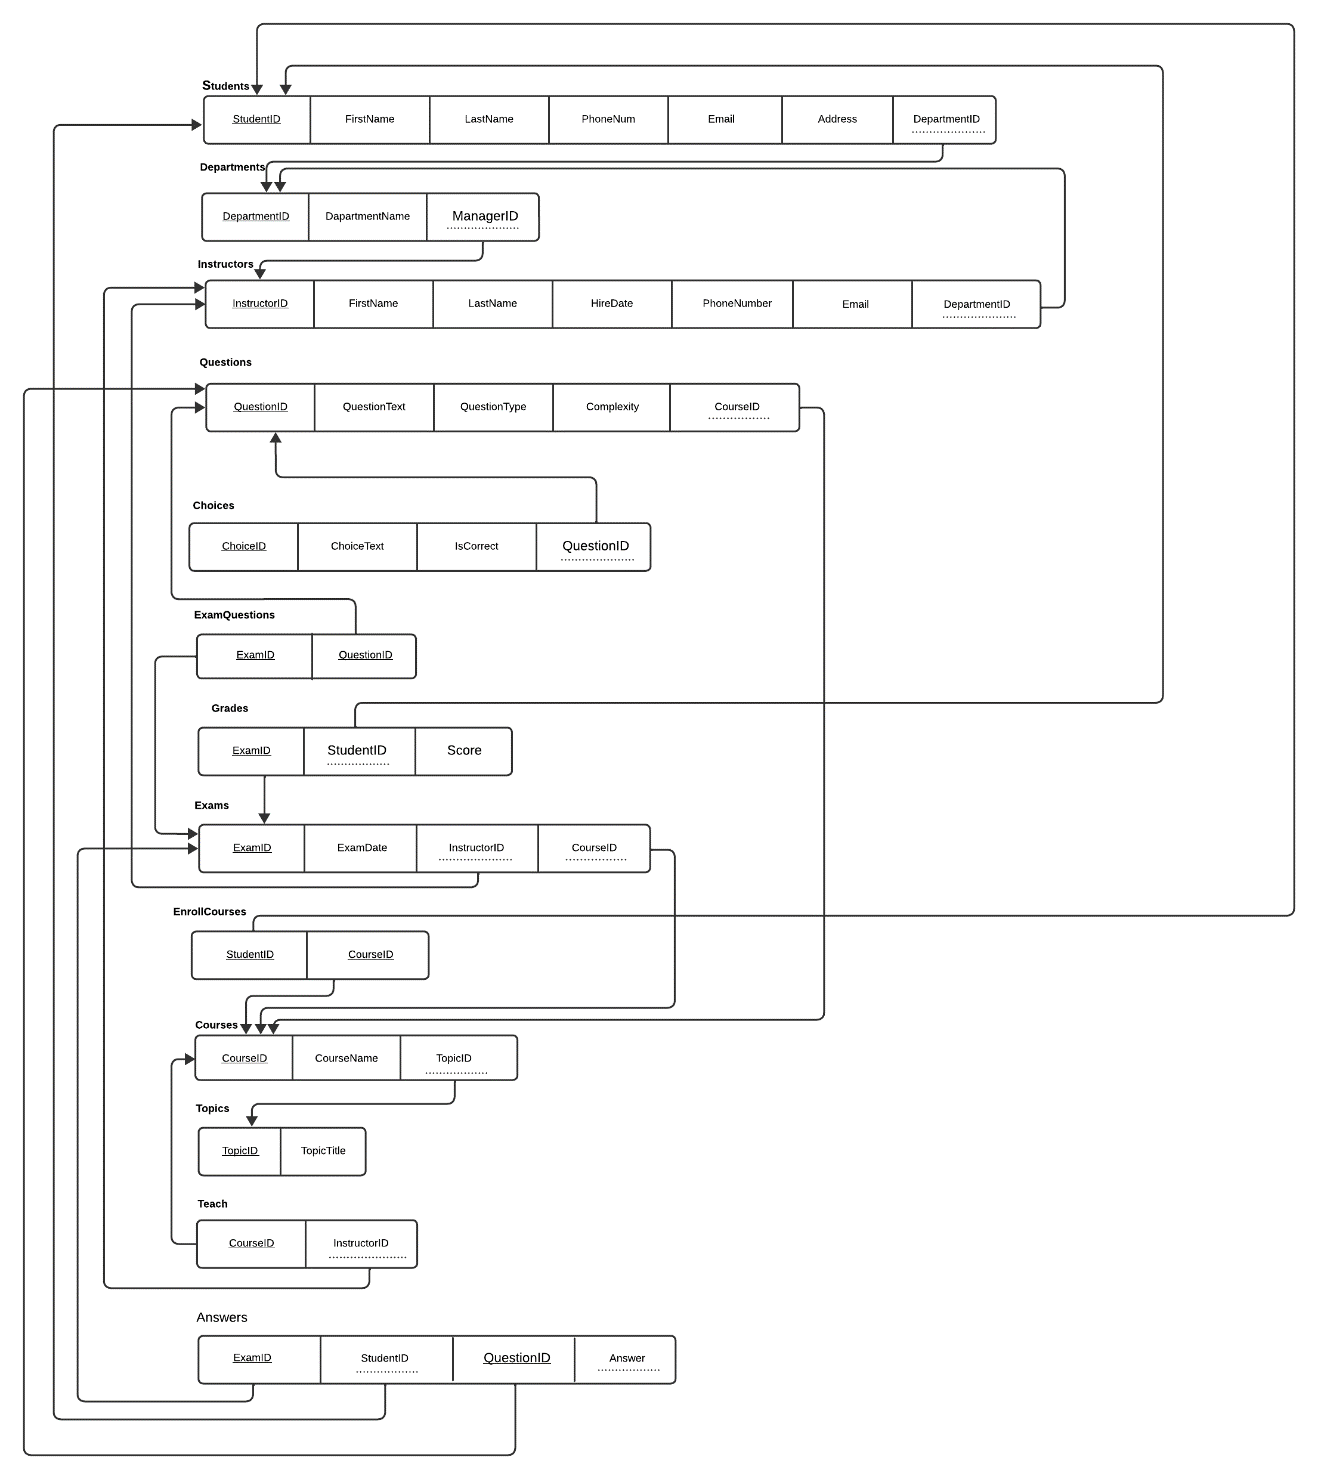 Students
StudentID FirstName LastName PhoneNum Email Address DepartmentID
Departments
DepartmentID DapartmentName ManagerID
Instructors
InstructorID FirstName LastName HireDate PhoneNumber Email DepartmentID
Questions
QuestionID QuestionText QuestionType Complexity CourseID
Choices
ChoiceID ChoiceText IsCorrect QuestionID
ExamQuestions
ExamID QuestionID
Grades
ExamID StudentID Score
Exams
ExamID ExamDate InstructorID CourseID
EnrollCourses
StudentID CourseID
Courses
CourseID CourseName TopicID
Topics
TopicID TopicTitle
Teach
CourseID InstructorID
Answers
ExamID StudentID QuestionID Answer